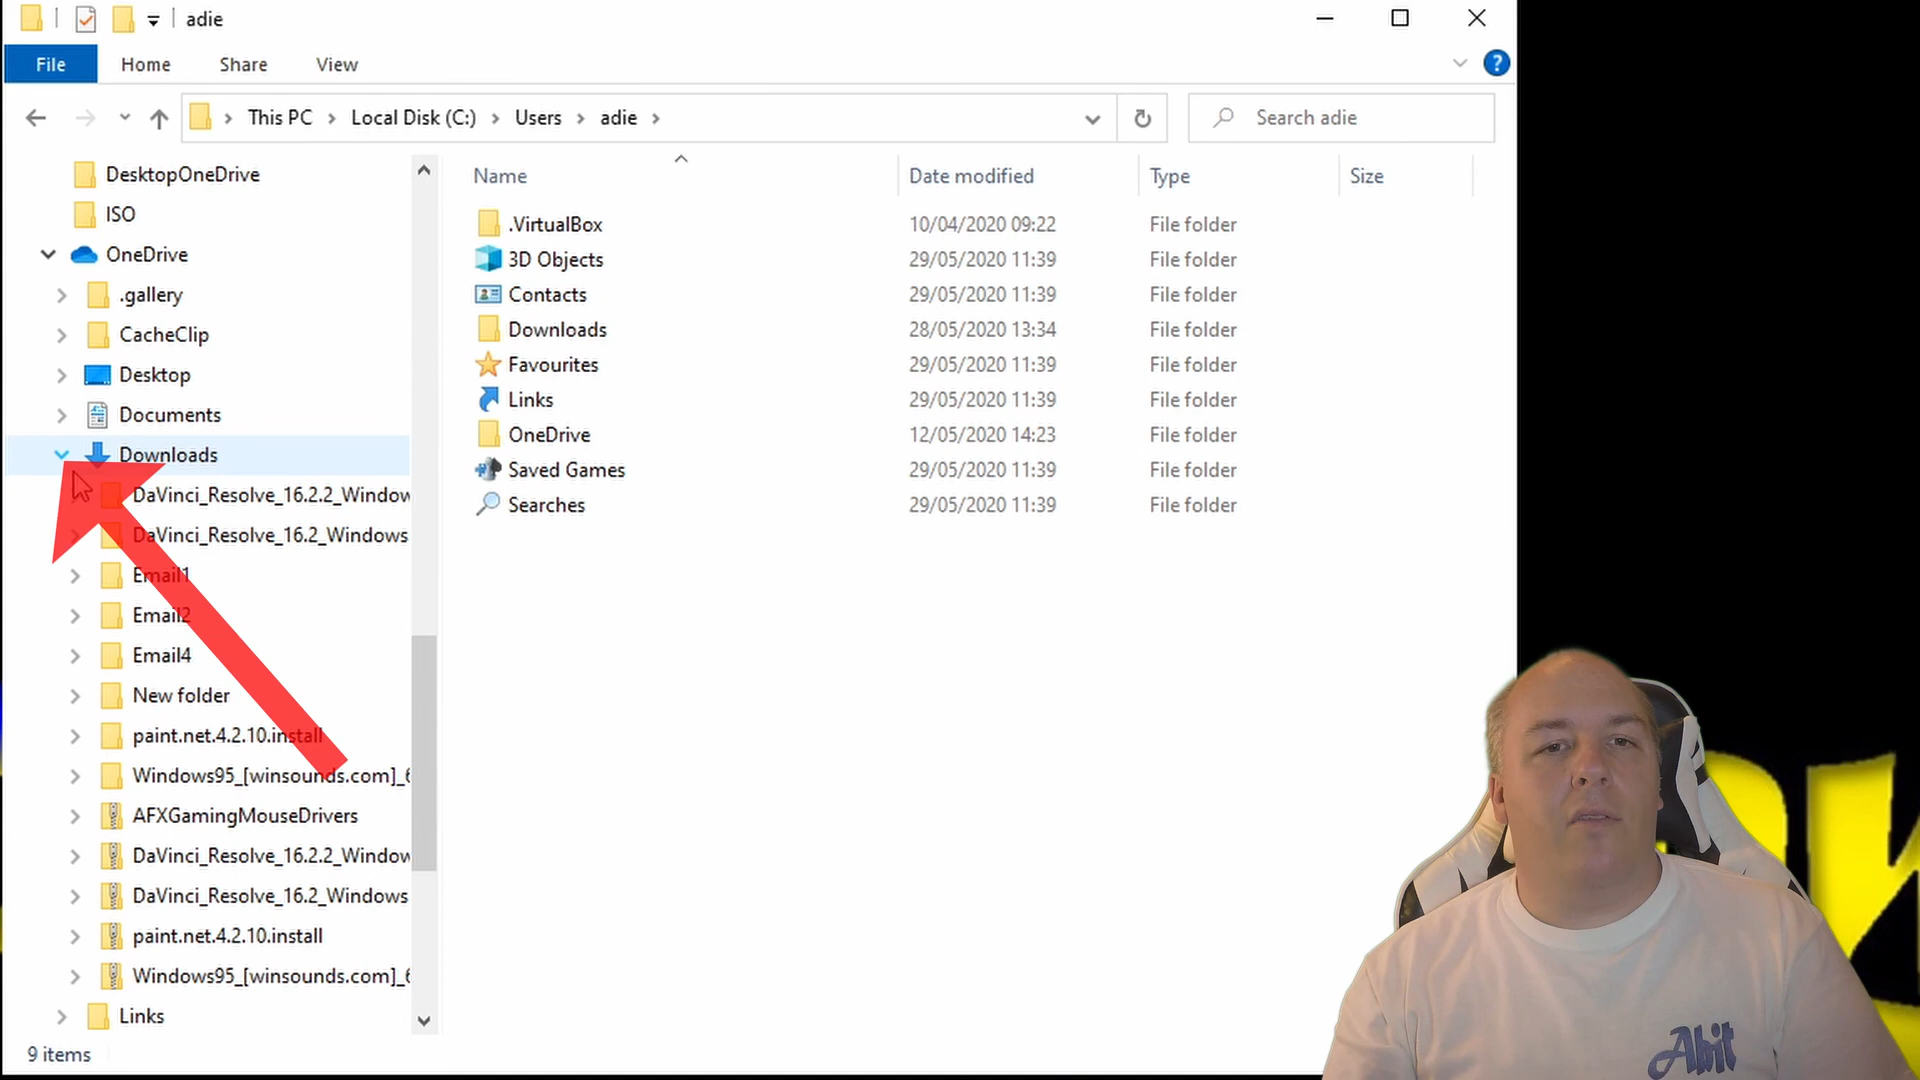 adie
File Home Share View
This PC Local Disk (C:) Users adie
Search adie
DesktopOneDrive
ISO
OneDrive
.gallery
CacheClip
Desktop
Documents
Downloads
DaVinci_Resolve_16.2.2_Window
DaVinci_Resolve_16.2_Windows
Email1
Email2
Email4
New folder
paint.net.4.2.10.install
Windows95_[winsounds.com]_6
AFXGamingMouseDrivers
DaVinci_Resolve_16.2.2_Window
DaVinci_Resolve_16.2_Windows
paint.net.4.2.10.install
Windows95_[winsounds.com]_6
Links
9 items
Name Date modified Type Size
.VirtualBox 10/04/2020 09:22 File folder
3D Objects 29/05/2020 11:39 File folder
Contacts 29/05/2020 11:39 File folder
Downloads 28/05/2020 13:34 File folder
Favourites 29/05/2020 11:39 File folder
Links 29/05/2020 11:39 File folder
OneDrive 12/05/2020 14:23 File folder
Saved Games 29/05/2020 11:39 File folder
Searches 29/05/2020 11:39 File folder
Abit